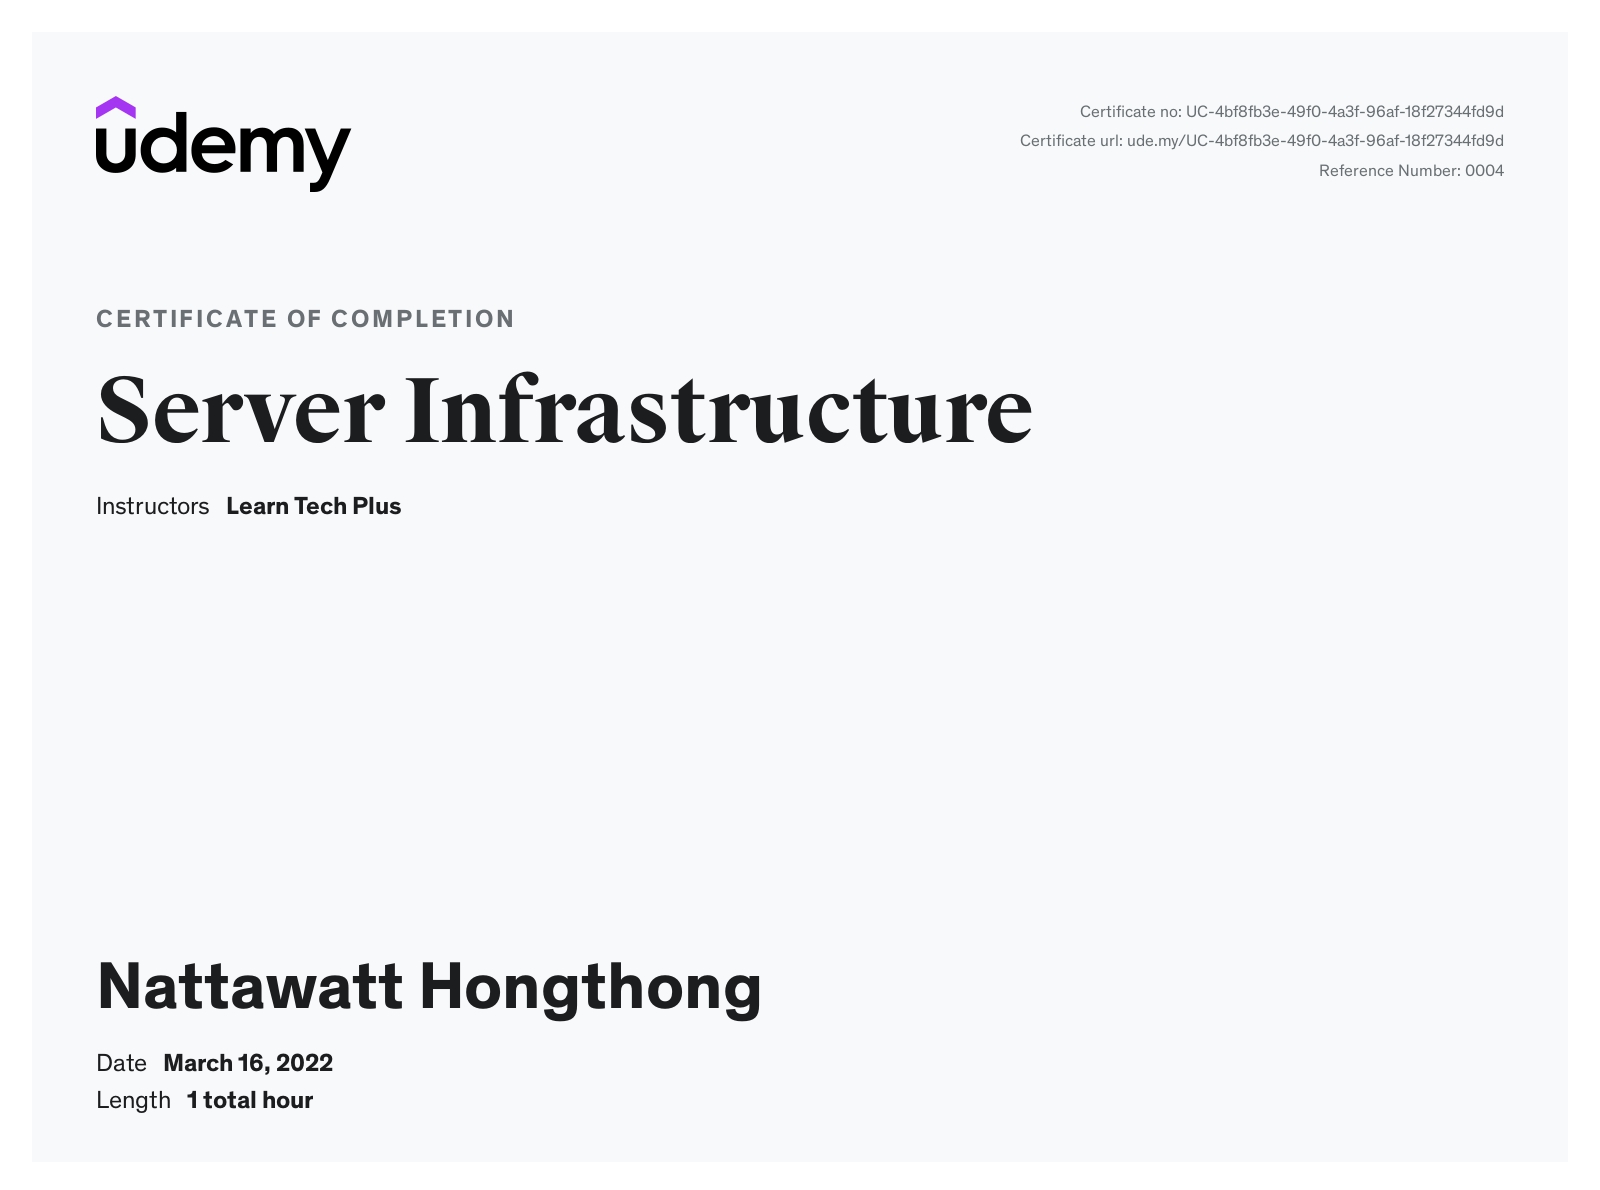 udemy
Certificate no: UC-4bf8fb3e-49f0-4a3f-96af-18f27344fd9d
Certificate url: ude.my/UC-4bf8fb3e-49f0-4a3f-96af-18f27344fd9d
Reference Number: 0004
CERTIFICATE OF COMPLETION
Server Infrastructure
Instructors Learn Tech Plus
Nattawatt Hongthong
Date March 16, 2022
Length 1 total hour